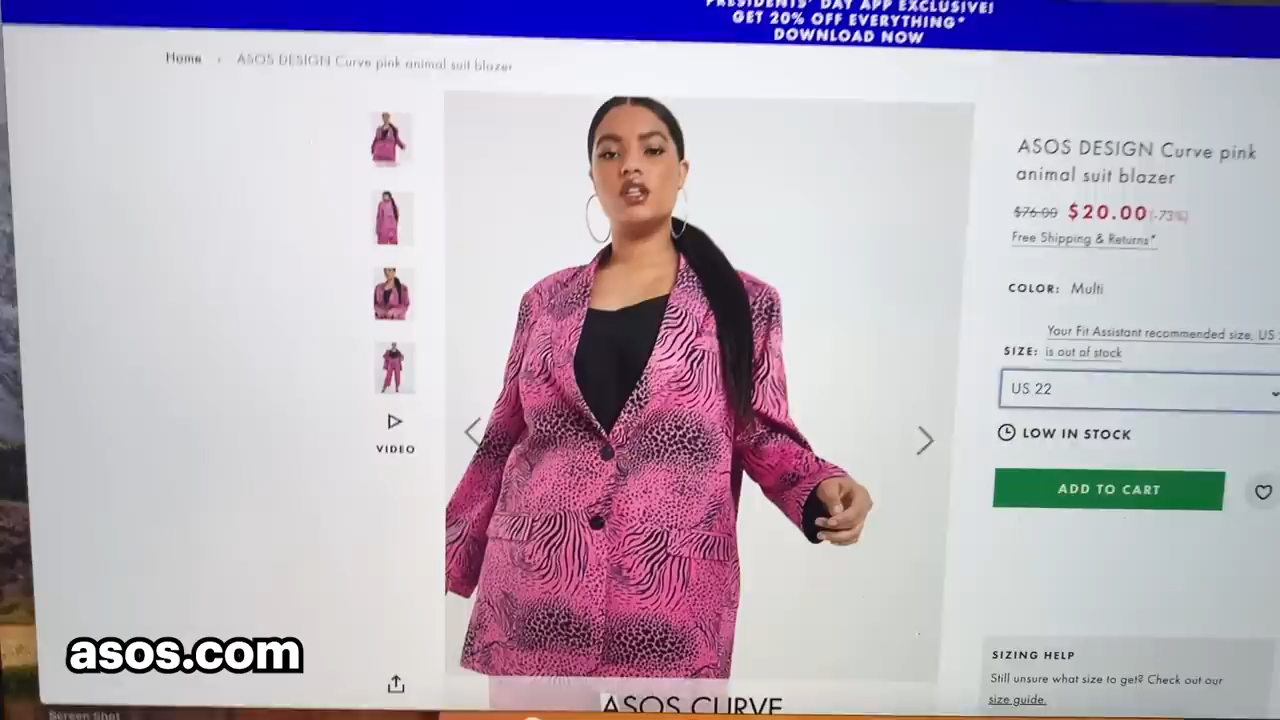 PRESIDENTS' DAY APP EXCLUSIVE!
GET 20% OFF EVERYTHING*
DOWNLOAD NOW
Home › ASOS DESIGN Curve pink animal suit blazer
ASOS DESIGN Curve pink
animal suit blazer
$76.00 $20.00 (-73%)
Free Shipping & Returns*
COLOR: Multi
Your Fit Assistant recommended size, US
SIZE: is out of stock
US 22
LOW IN STOCK
ADD TO CART
VIDEO
SIZING HELP
Still unsure what size to get? Check out our
size guide.
asos.com
ASOS CURVE
Screen Shot